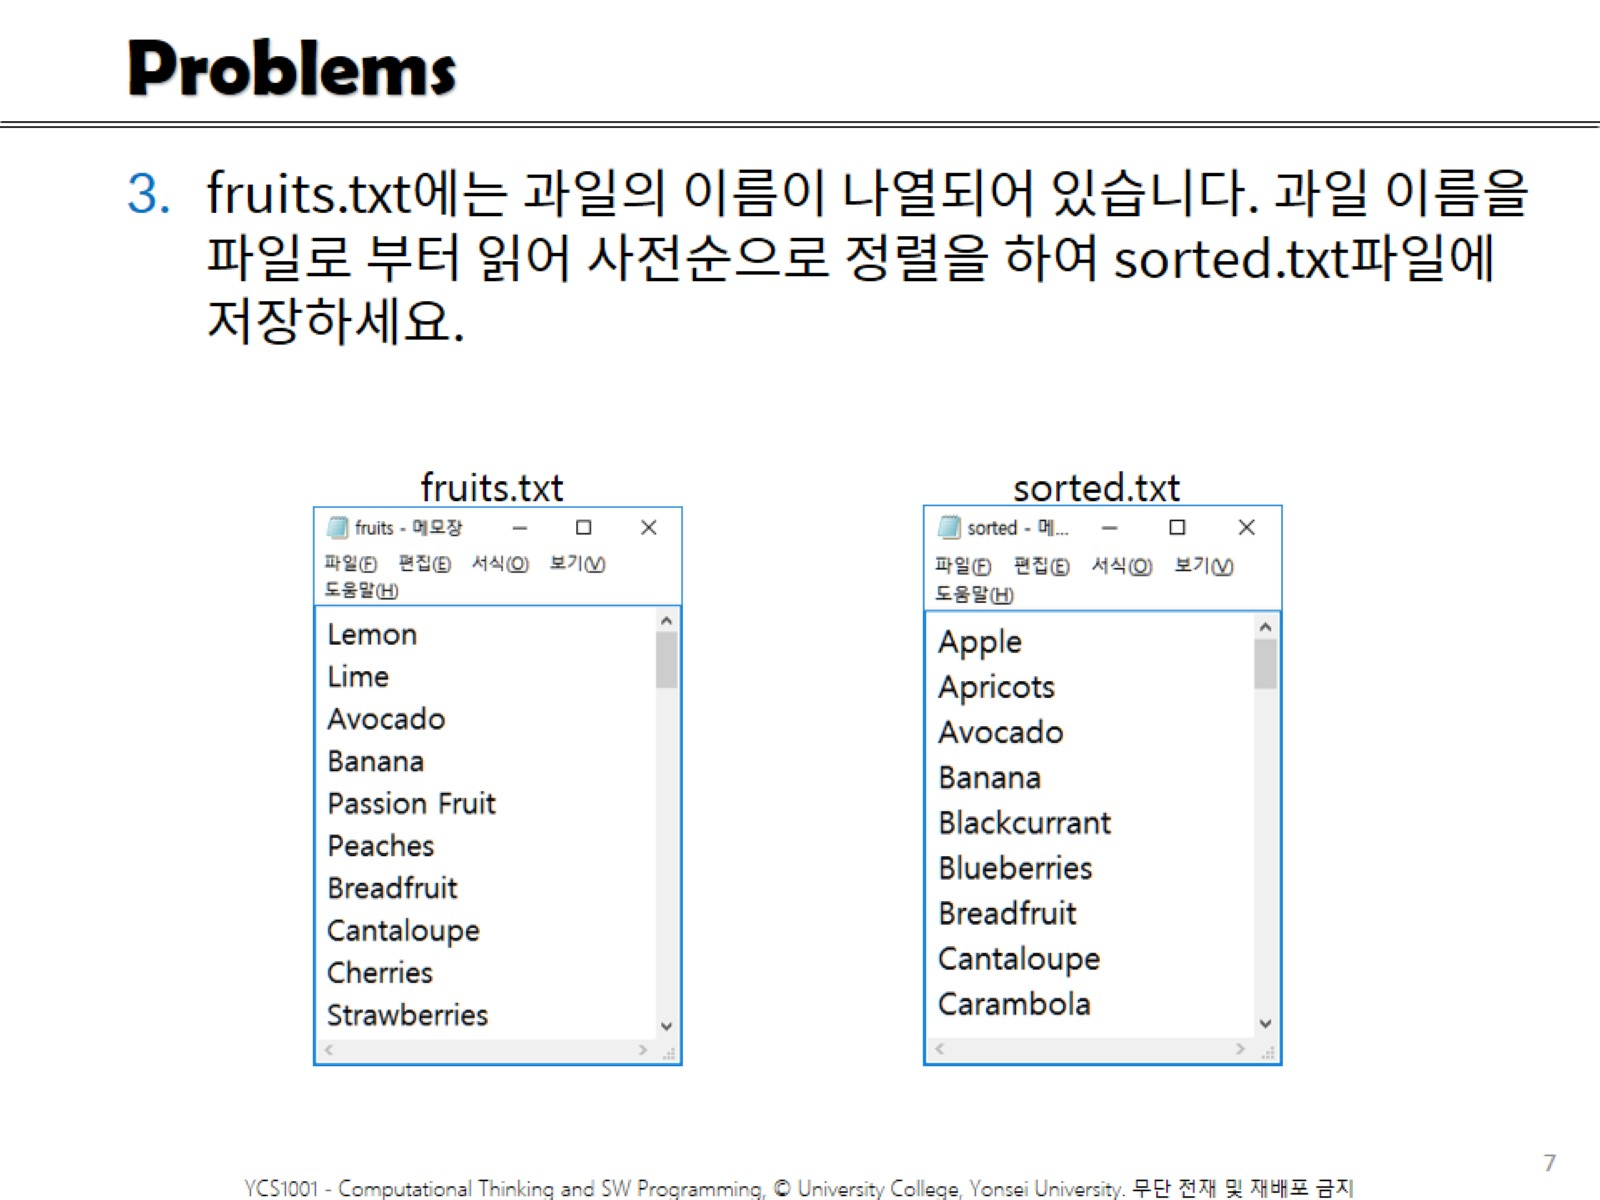 Problems
3. fruits.txt에는 과일의 이름이 나열되어 있습니다. 과일 이름을
파일로 부터 읽어 사전순으로 정렬을 하여 sorted.txt파일에
저장하세요.
fruits.txt
fruits - 메모장
파일(F) 편집(E) 서식(O) 보기(V)
도움말(H)
Lemon
Lime
Avocado
Banana
Passion Fruit
Peaches
Breadfruit
Cantaloupe
Cherries
Strawberries
sorted.txt
sorted - 메...
파일(F) 편집(E) 서식(O) 보기(V)
도움말(H)
Apple
Apricots
Avocado
Banana
Blackcurrant
Blueberries
Breadfruit
Cantaloupe
Carambola
7
YCS1001 - Computational Thinking and SW Programming, © University College, Yonsei University. 무단 전재 및 재배포 금지